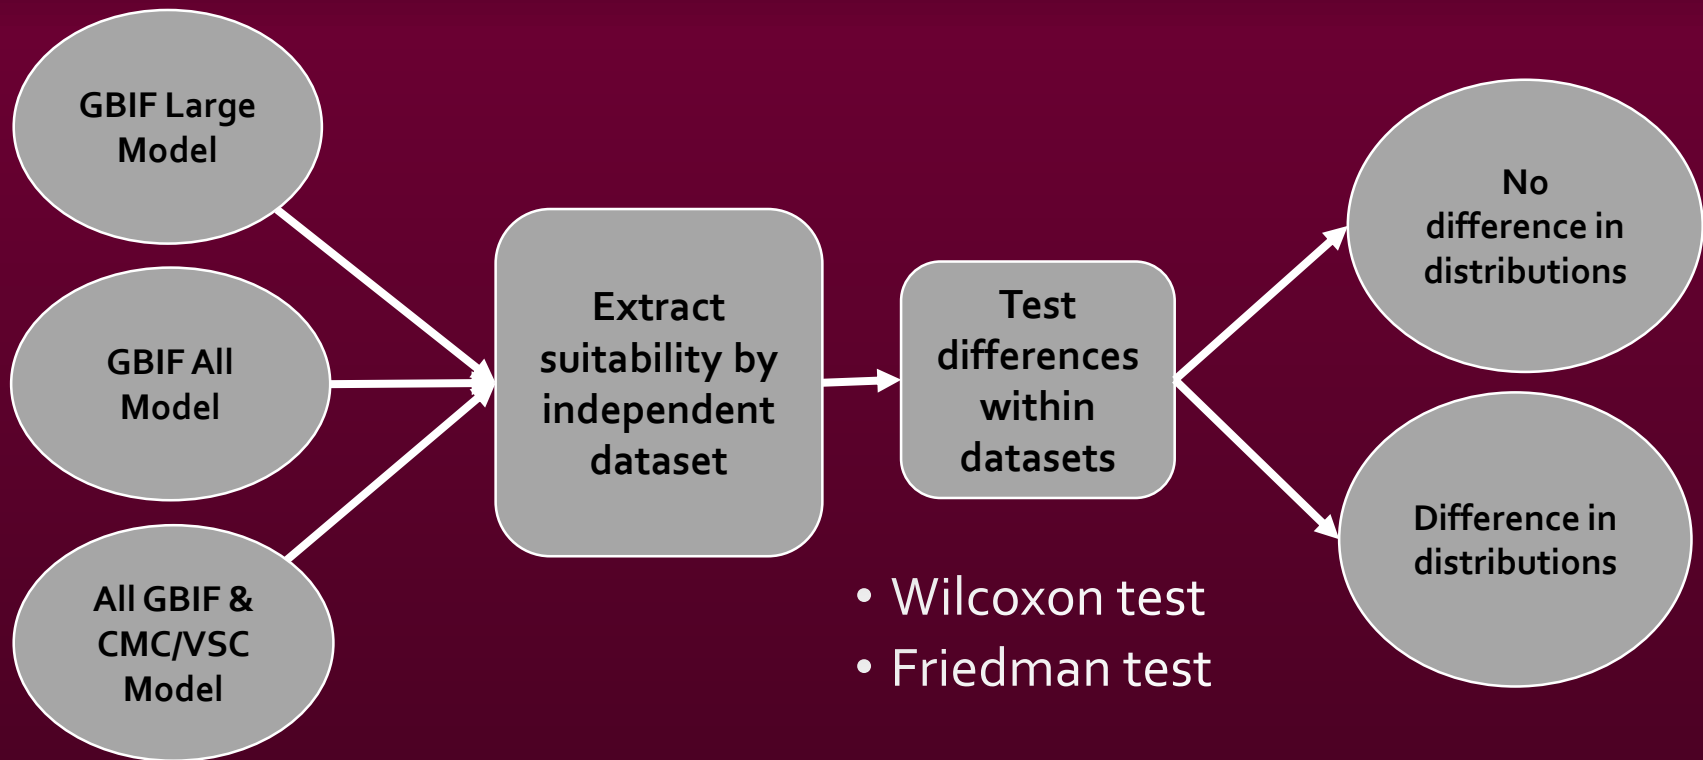 GBIF Large
Model
GBIF All
Model
All GBIF &
CMC/VSC
Model
Extract
suitability by
independent
dataset
Test
differences
within
datasets
• Wilcoxon test
• Friedman test
No
difference in
distributions
Difference in
distributions